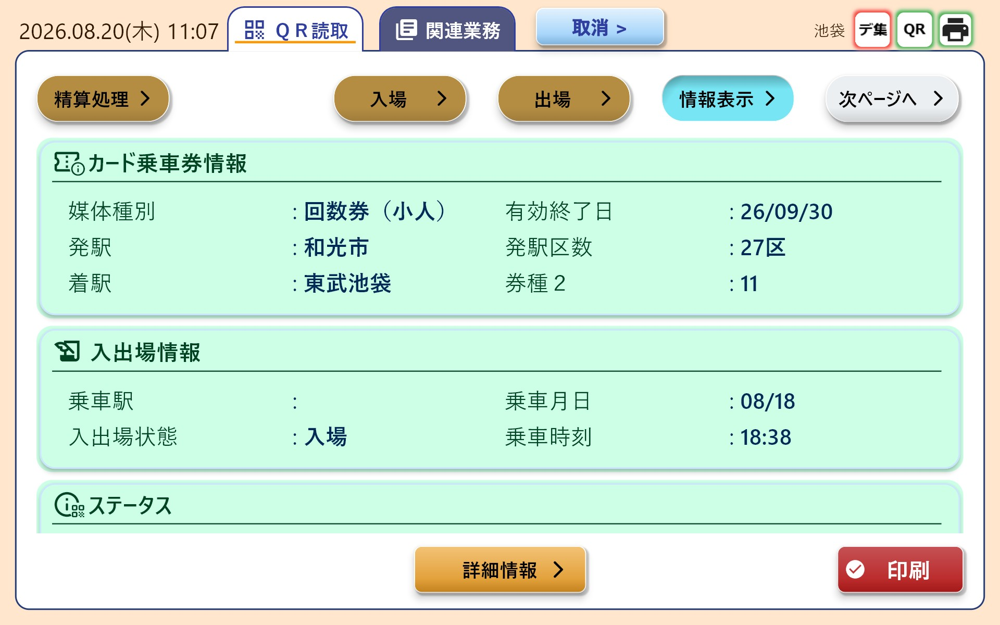 2026.08.20(木) 11:07
ＱＲ読取
関連業務
取消 >
池袋
デ集
QR
精算処理
入場
出場
情報表示
次ページへ
カード乗車券情報
媒体種別 : 回数券（小人） 有効終了日 : 26/09/30
発駅 : 和光市 発駅区数 : 27区
着駅 : 東武池袋 券種２ : 11
入出場情報
乗車駅 : 乗車月日 : 08/18
入出場状態 : 入場 乗車時刻 : 18:38
ステータス
詳細情報
印刷